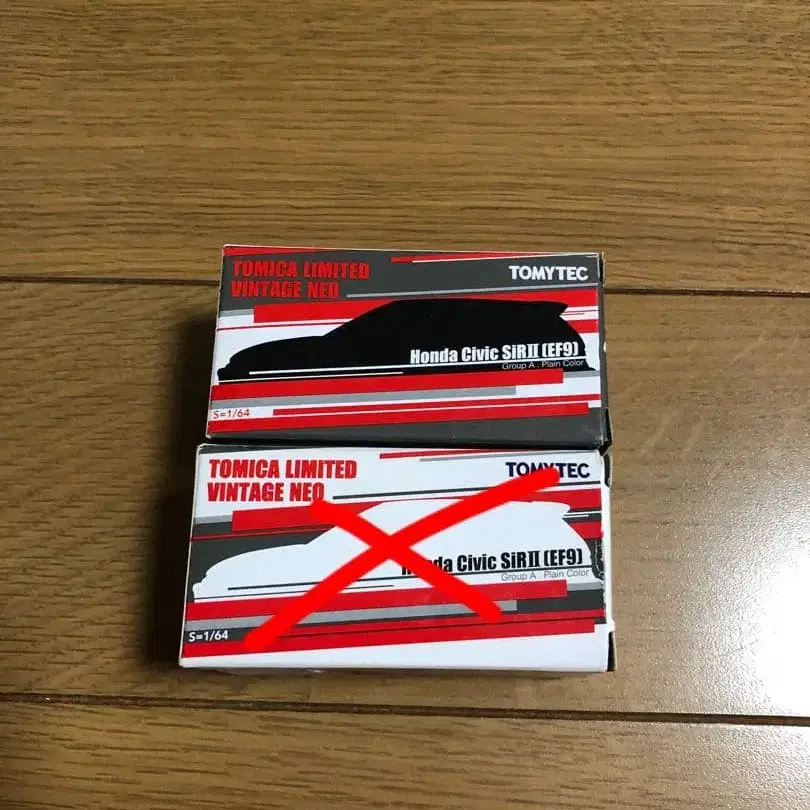 TOMICA LIMITED
VINTAGE NEO
TOMYTEC
Honda Civic SiRII (EF9)
Group A . Plain Color
S=1/64
TOMICA LIMITED
VINTAGE NEO
TOMYTEC
da Civic SiRII (EF9)
Group A . Plain Color
S=1/64